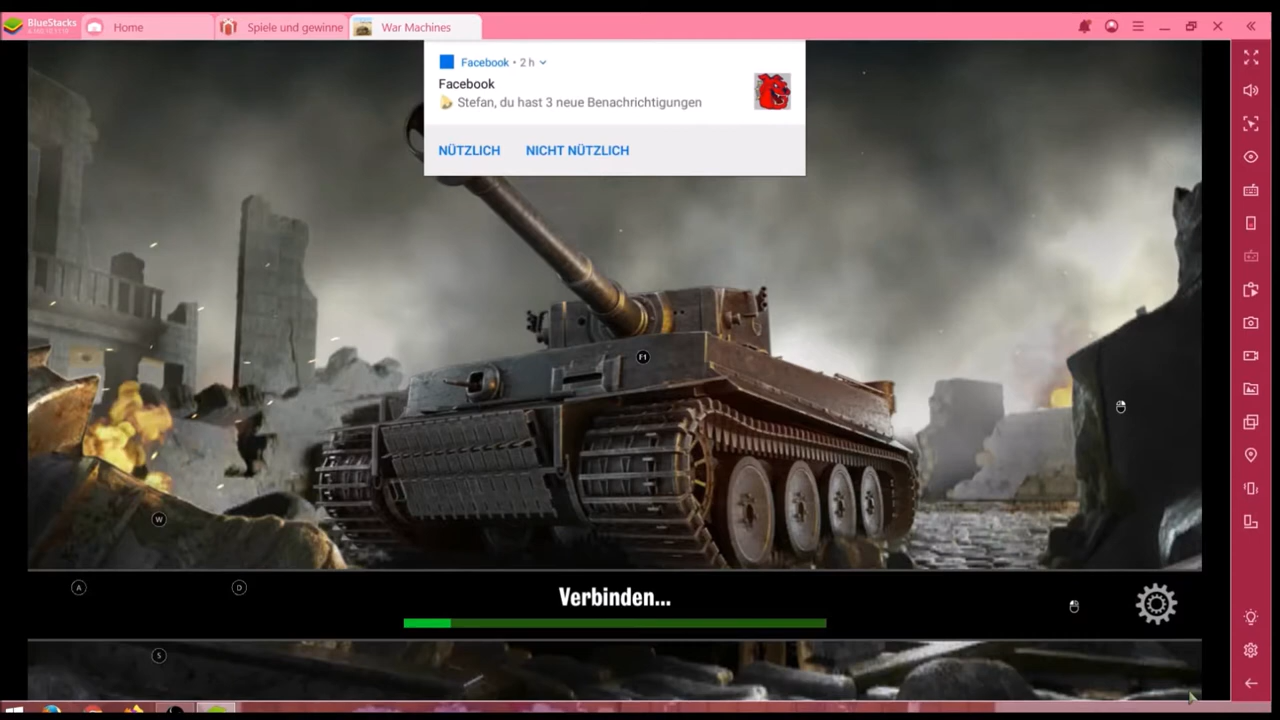 BlueStacks
Home
Spiele und gewinne
War Machines
Facebook • 2 h
Facebook
Stefan, du hast 3 neue Benachrichtigungen
NÜTZLICH NICHT NÜTZLICH
F1
W
A D
Verbinden...
S